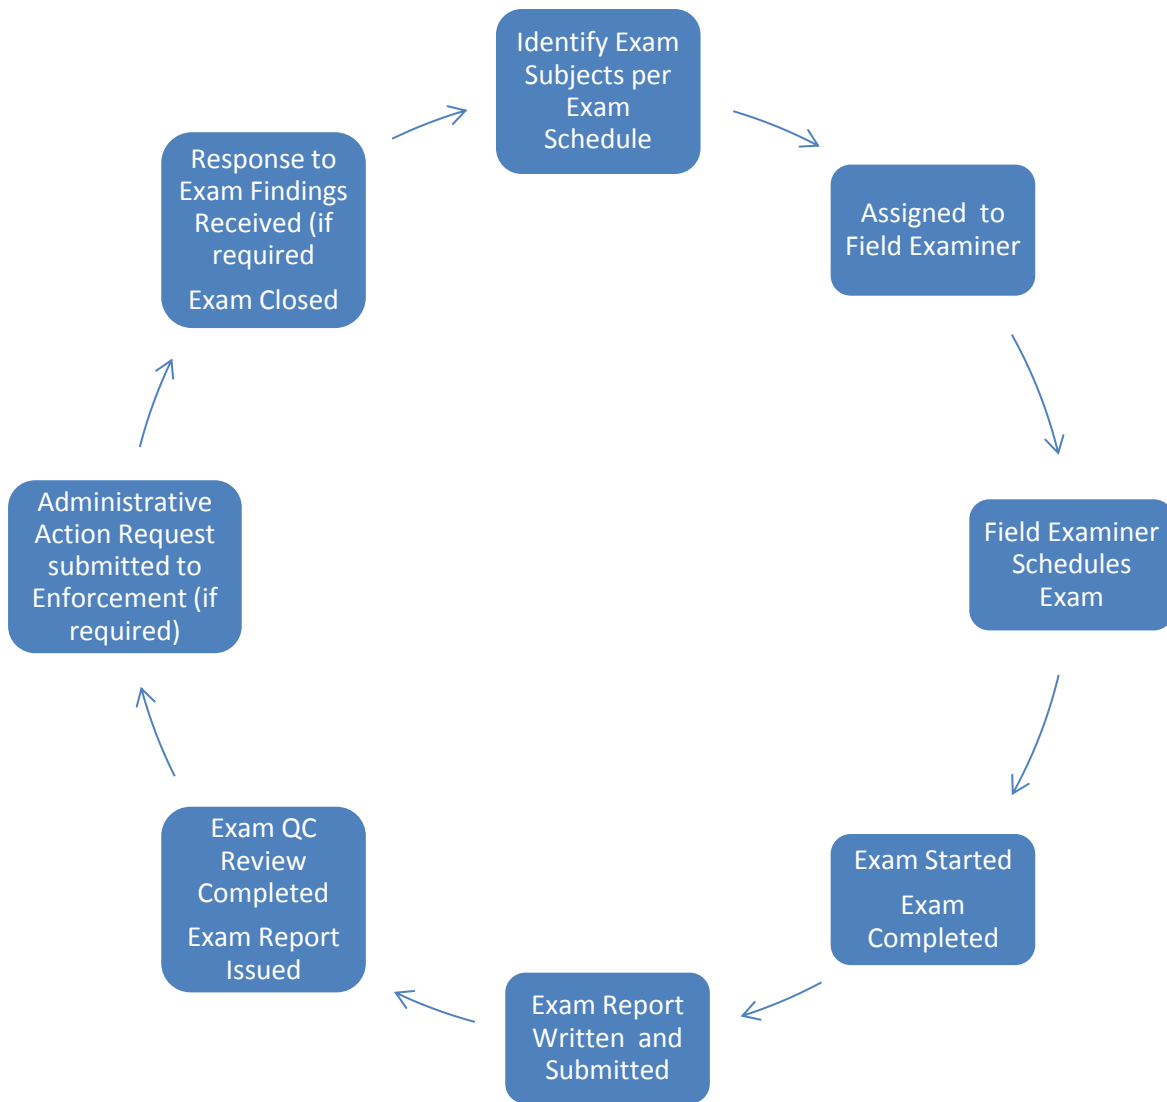 Identify Exam
Subjects per
Exam
Schedule
Assigned  to
Field Examiner
Field Examiner
Schedules
Exam
Exam Started
Exam
Completed
Exam Report
Written  and
Submitted
Exam QC
Review
Completed
Exam Report
Issued
Administrative
Action Request
submitted to
Enforcement (if
required)
Response to
Exam Findings
Received (if
required
Exam Closed